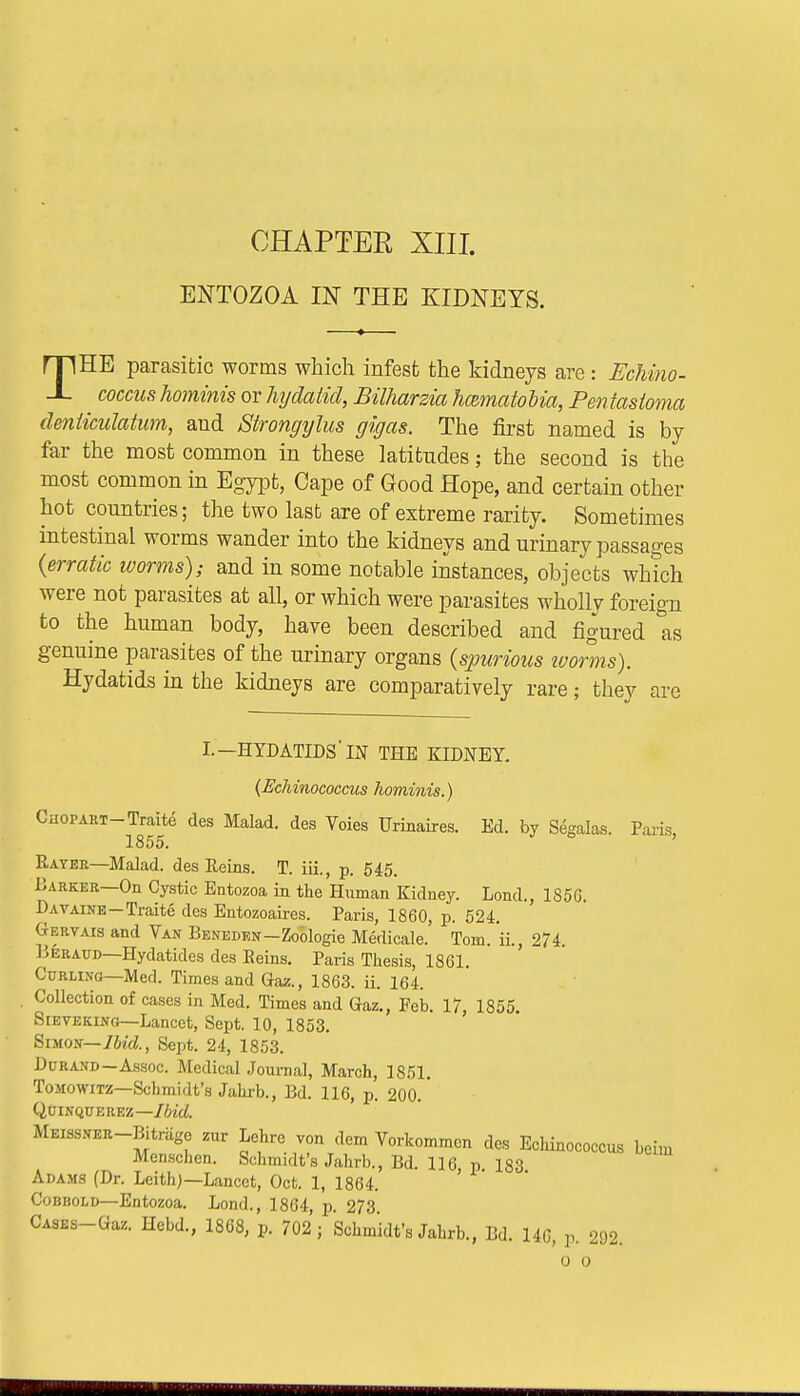 CHAPTER XIII.
ENTOZOA IN THE KIDNEYS.
THE parasitic worms which infest the kidneys are: Echino-
coccus hominis or hydatid, Bilharzia hæmatobia, Pentastoma
denticulatum, and Strongylus gigas. The first named is by
far the most common in these latitudes; the second is the
most common in Egypt, Cape of Good Hope, and certain other
hot countries; the two last are of extreme rarity. Sometimes
intestinal worms wander into the kidneys and urinary passages
(erratic worms); and in some notable instances, objects which
were not parasites at all, or which were parasites wholly foreign
to the human body, have been described and figured as
genuine parasites of the urinary organs (spurious worms).
Hydatids in the kidneys are comparatively rare; they are
I.—HYDATIDS IN THE KIDNEY.
(Echinococcus hominis.)
Chopart—Traité des Malad. des Voies Urinaires. Ed. by Ségalas. Paris,
1855.
Rayer—Malad. des Reins. T. iii., p. 545.
Barker—On Cystic Entozoa in the Human Kidney. Lond., 1856.
Davaine—Traité des Entozoaires. Paris, 1860, p. 524.
Gervais and Van Beneden—Zoölogie Médicale. Tom. ii., 274.
Béraud—Hydatides des Reins. Paris Thesis, 1861.
Curling—Med. Times and Gaz., 1863. ii. 164.
Collection of cases in Med. Times and Gaz., Feb. 17, 1855.
Sieveking—Lancet, Sept. 10, 1853.
Simon—Ibid., Sept. 24, 1853.
Durand—Assoc. Medical Journal, March, 1851.
Tomowitz—Schmidt's Jahrb., Bd. 116, p. 200.
Quinquerez—Ibid.
Meissner—Biträge zur Lehre von dem Vorkommen des Echinococcus beim
Menschen. Schmidt's Jahrb., Bd. 116, p. 183.
Adams (Dr. Leith)—Lancet, Oct. 1, 1864.
Cobbold—Entozoa. Lond., 1864, p. 273.
Cases—Gaz. Hebd., 1868, p. 702; Schmidt's Jahrb., Bd. 146, p. 292.
O O